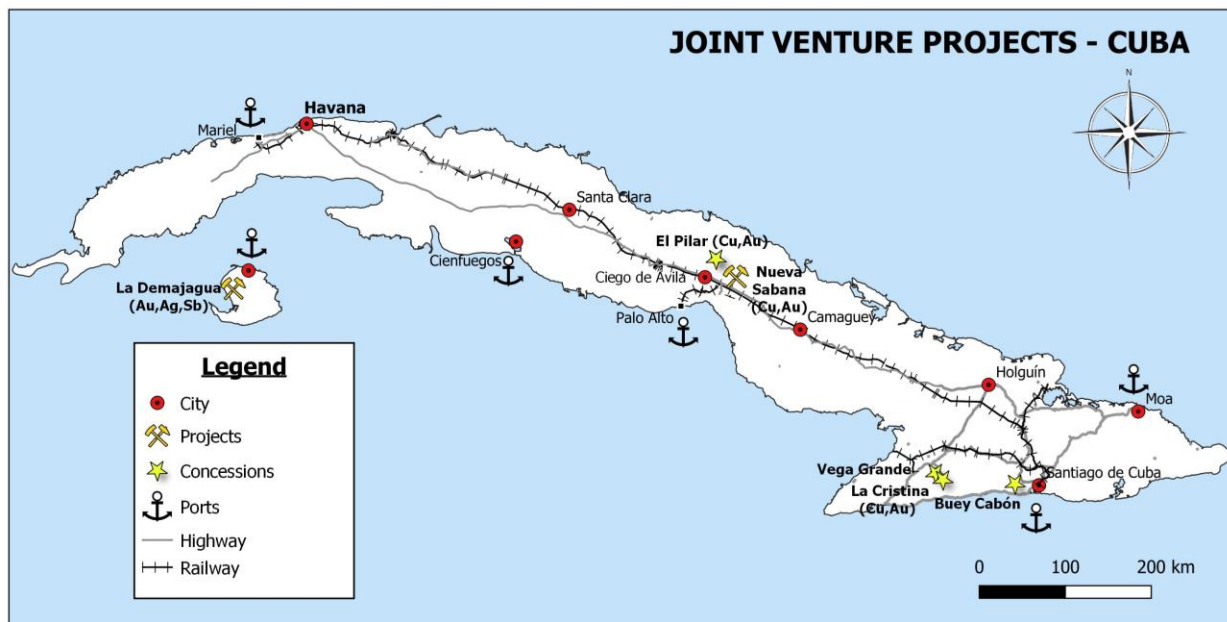 JOINT VENTURE PROJECTS - CUBA
N
Havana
Mariel
Santa Clara
El Pilar (Cu,Au)
Cienfuegos
Ciego de Avila
Nueva
Sabana
(Cu,Au)
La Demajagua
(Au,Ag,Sb)
Palo Alto
Camaguey
Holguín
Moa
Vega Grande
La Cristina
(Cu,Au)
Santiago de Cuba
Buey Cabón
Legend
City
Projects
Concessions
Ports
Highway
Railway
0 100 200 km